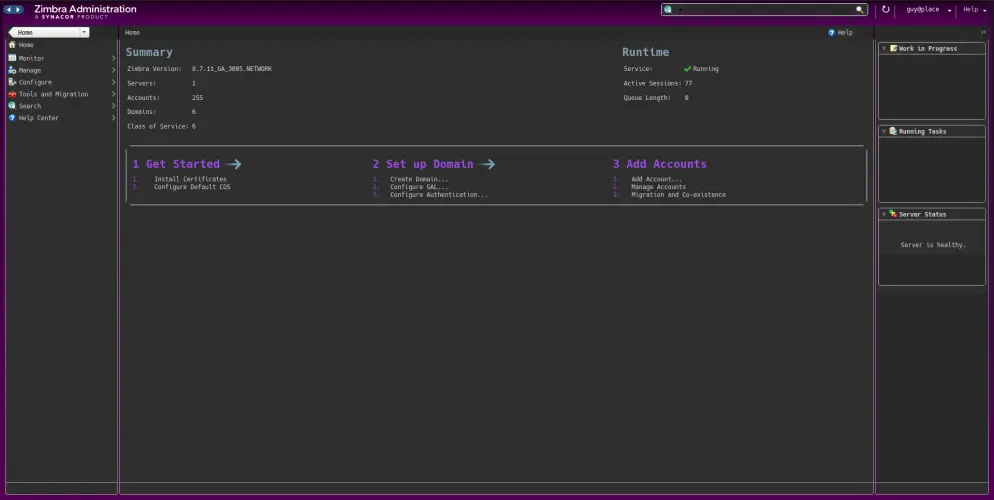 Zimbra Administration
A SYNACOR PRODUCT
guy@place
Help
Home
Home
Monitor
Manage
Configure
Tools and Migration
Search
Help Center
Home
Help
Summary
Zimbra Version: 8.7.11_GA_3005.NETWORK
Servers: 1
Accounts: 255
Domains: 6
Class of Service: 6
Runtime
Service: Running
Active Sessions: 77
Queue Length: 0
1 Get Started
1. Install Certificates
2. Configure Default COS
2 Set up Domain
1. Create Domain...
2. Configure GAL...
3. Configure Authentication...
3 Add Accounts
1. Add Account...
2. Manage Accounts
3. Migration and Co-existence
Work in Progress
Running Tasks
Server Status
Server is healthy.